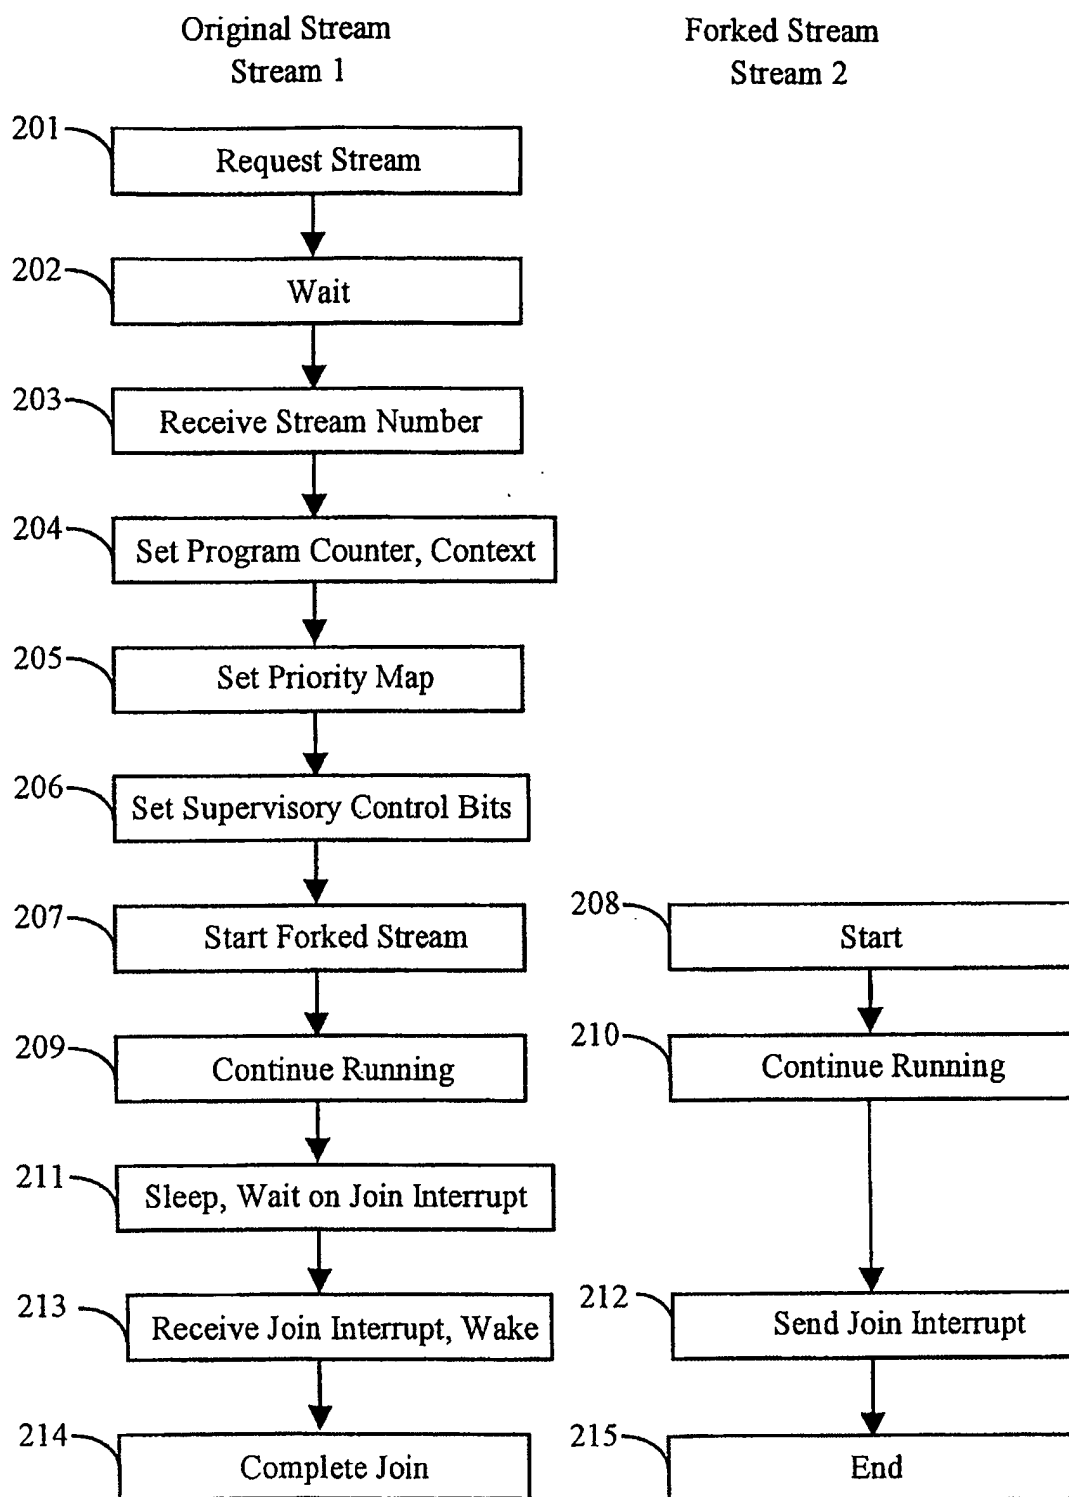 Original Stream
Stream 1
Forked Stream
Stream 2
201
Request Stream
202
Wait
203
Receive Stream Number
204
Set Program Counter, Context
205
Set Priority Map
206
Set Supervisory Control Bits
207
Start Forked Stream
208
Start
209
Continue Running
210
Continue Running
211
Sleep, Wait on Join Interrupt
212
Send Join Interrupt
213
Receive Join Interrupt, Wake
214
Complete Join
215
End